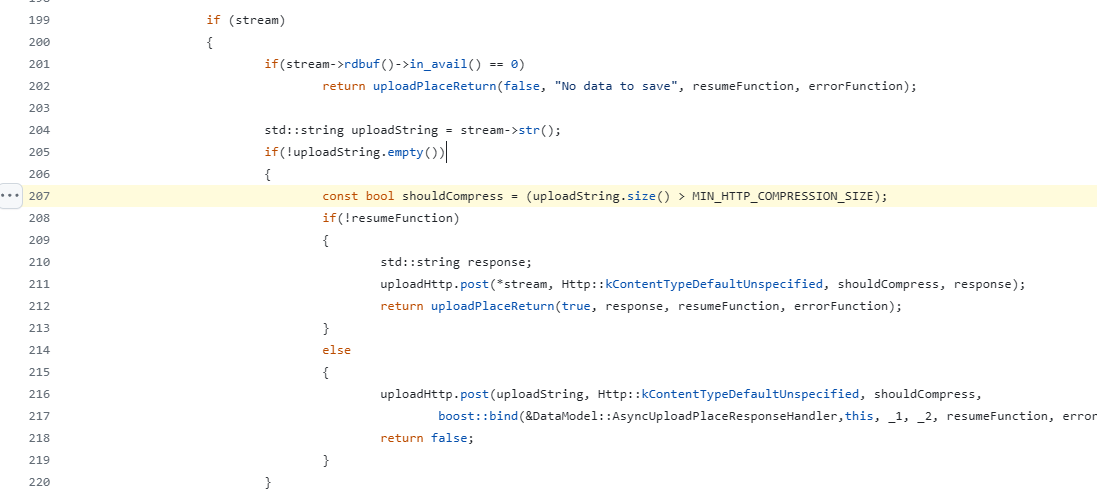 199 if (stream)
200 {
201 if(stream->rdbuf()->in_avail() == 0)
202 return uploadPlaceReturn(false, "No data to save", resumeFunction, errorFunction);
203
204 std::string uploadString = stream->str();
205 if(!uploadString.empty())
206 {
207 const bool shouldCompress = (uploadString.size() > MIN_HTTP_COMPRESSION_SIZE);
208 if(!resumeFunction)
209 {
210 std::string response;
211 uploadHttp.post(*stream, Http::kContentTypeDefaultUnspecified, shouldCompress, response);
212 return uploadPlaceReturn(true, response, resumeFunction, errorFunction);
213 }
214 else
215 {
216 uploadHttp.post(uploadString, Http::kContentTypeDefaultUnspecified, shouldCompress,
217 boost::bind(&DataModel::AsyncUploadPlaceResponseHandler,this, _1, _2, resumeFunction, error
218 return false;
219 }
220 }